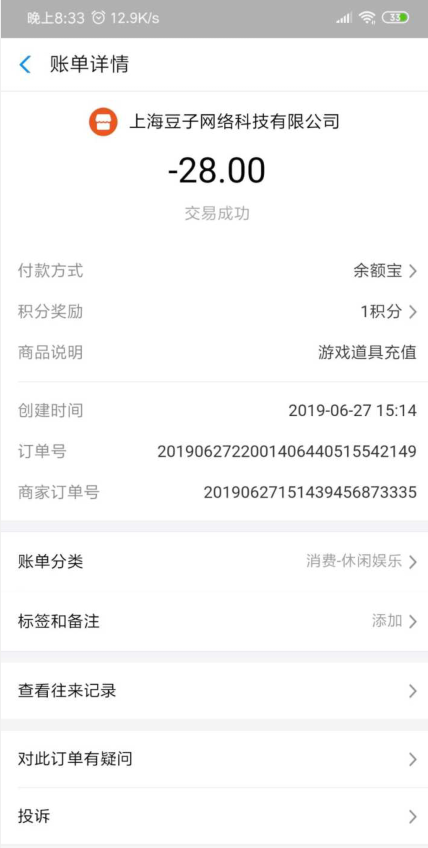 晚上8:33 12.9K/s 33
账单详情
上海豆子网络科技有限公司
-28.00
交易成功
付款方式 余额宝
积分奖励 1积分
商品说明 游戏道具充值
创建时间 2019-06-27 15:14
订单号 2019062722001406440515542149
商家订单号 20190627151439456873335
账单分类 消费-休闲娱乐
标签和备注 添加
查看往来记录
对此订单有疑问
投诉